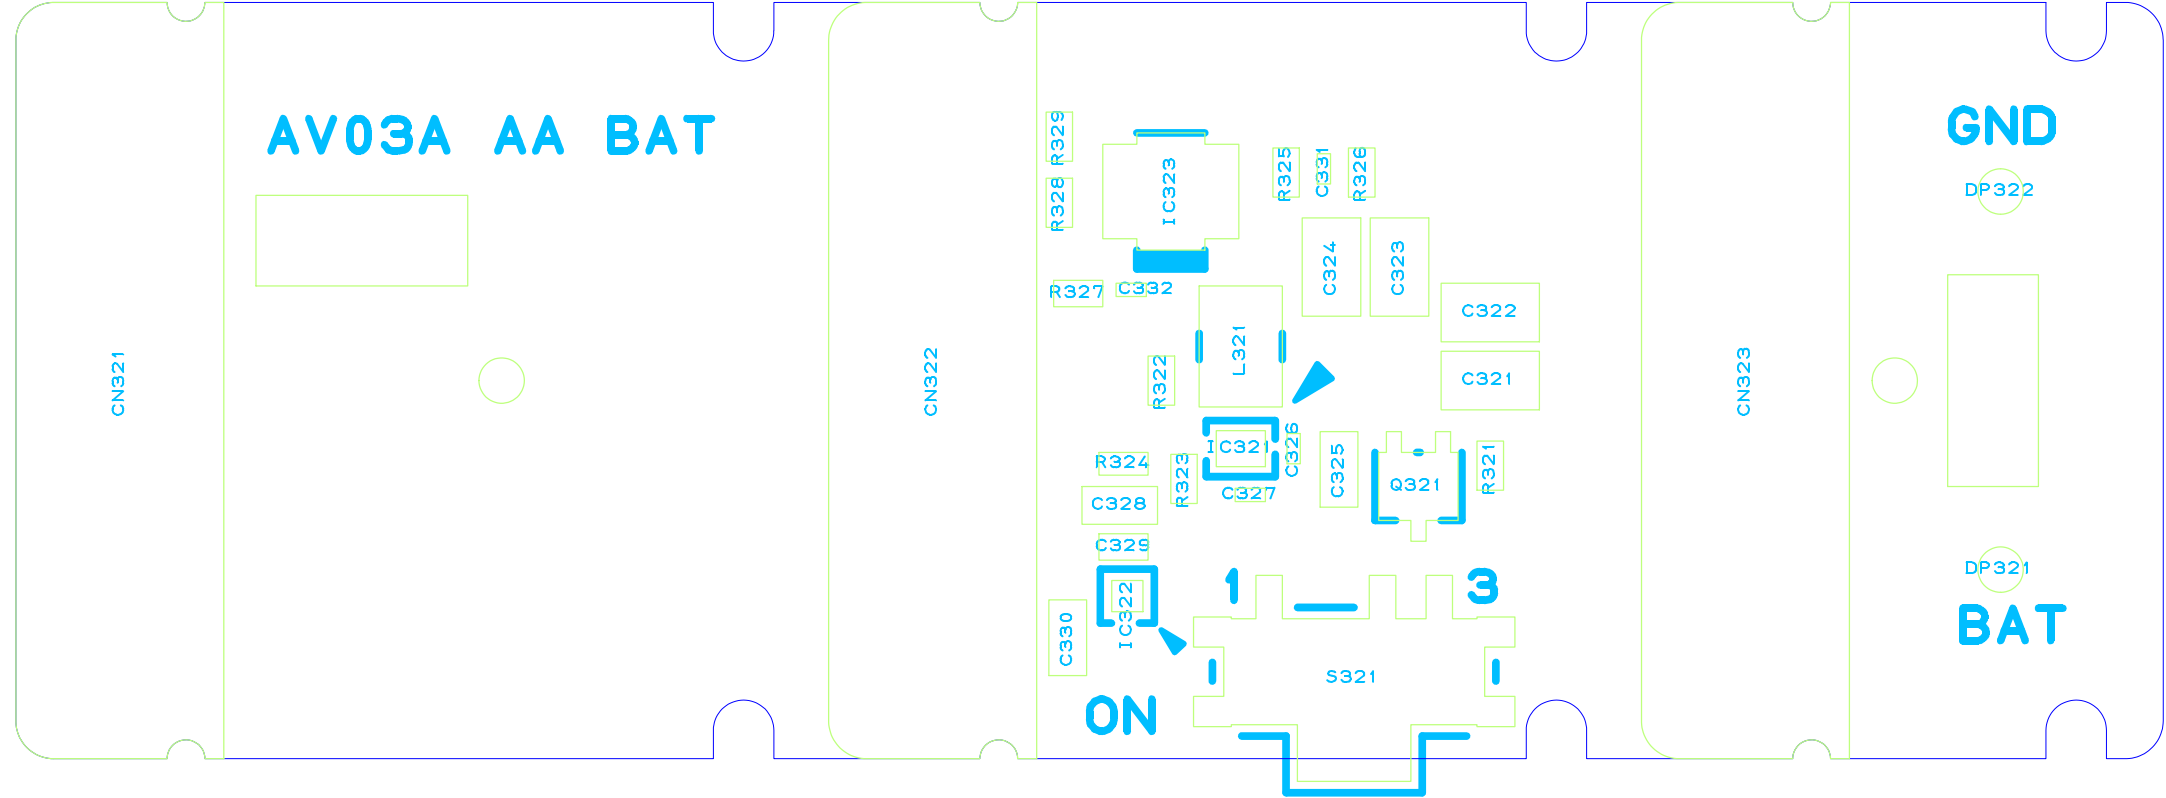 AV03A AA BAT
GND
R329
R328
IC323
R325
C331
R326
DP322
C324
C323
R327
C332
C322
L321
CN321
CN322
R322
C321
CN323
IC321
C326
R324
R323
C325
Q321
R321
C327
C328
C329
1
3
DP321
IC322
C330
BAT
S321
ON